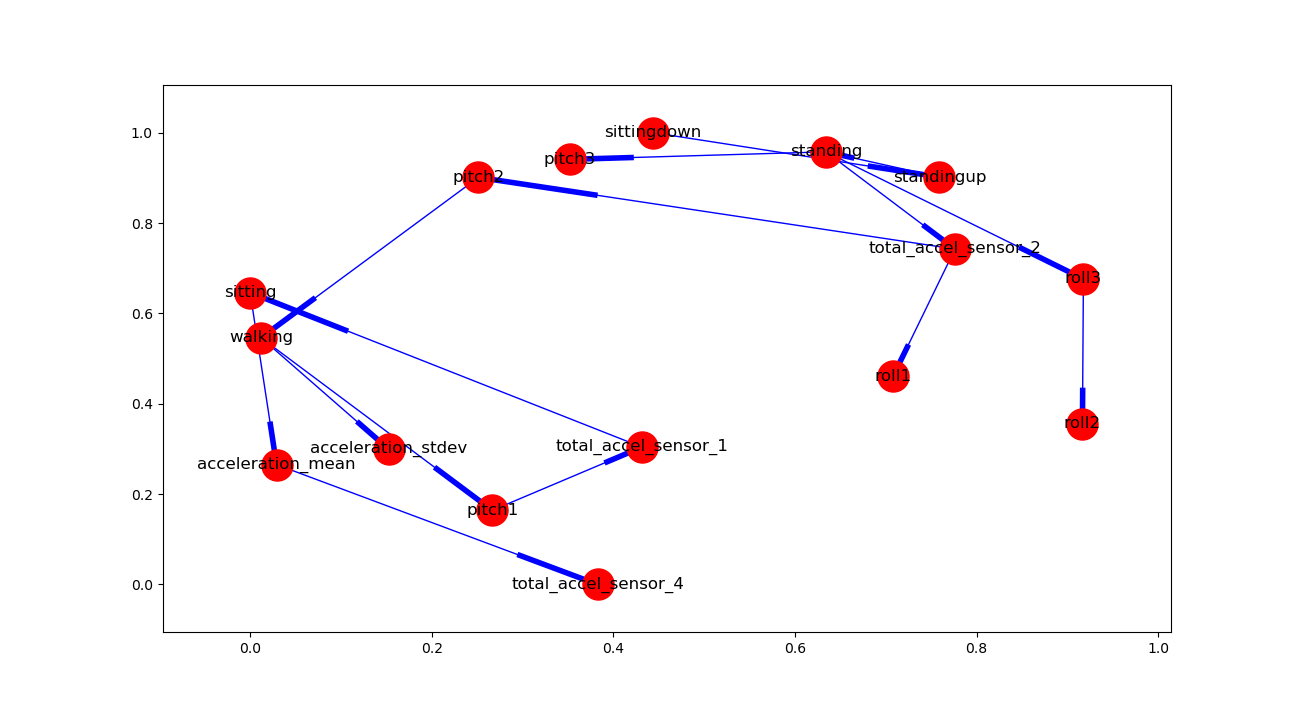 1.0
0.8
0.6
0.4
0.2
0.0
sittingdown
standing
pitch3
pitch2
standingup
total_accel_sensor_2
roll3
sitting
walking
roll1
roll2
acceleration_stdev
total_accel_sensor_1
acceleration_mean
pitch1
total_accel_sensor_4
0.0 0.2 0.4 0.6 0.8 1.0